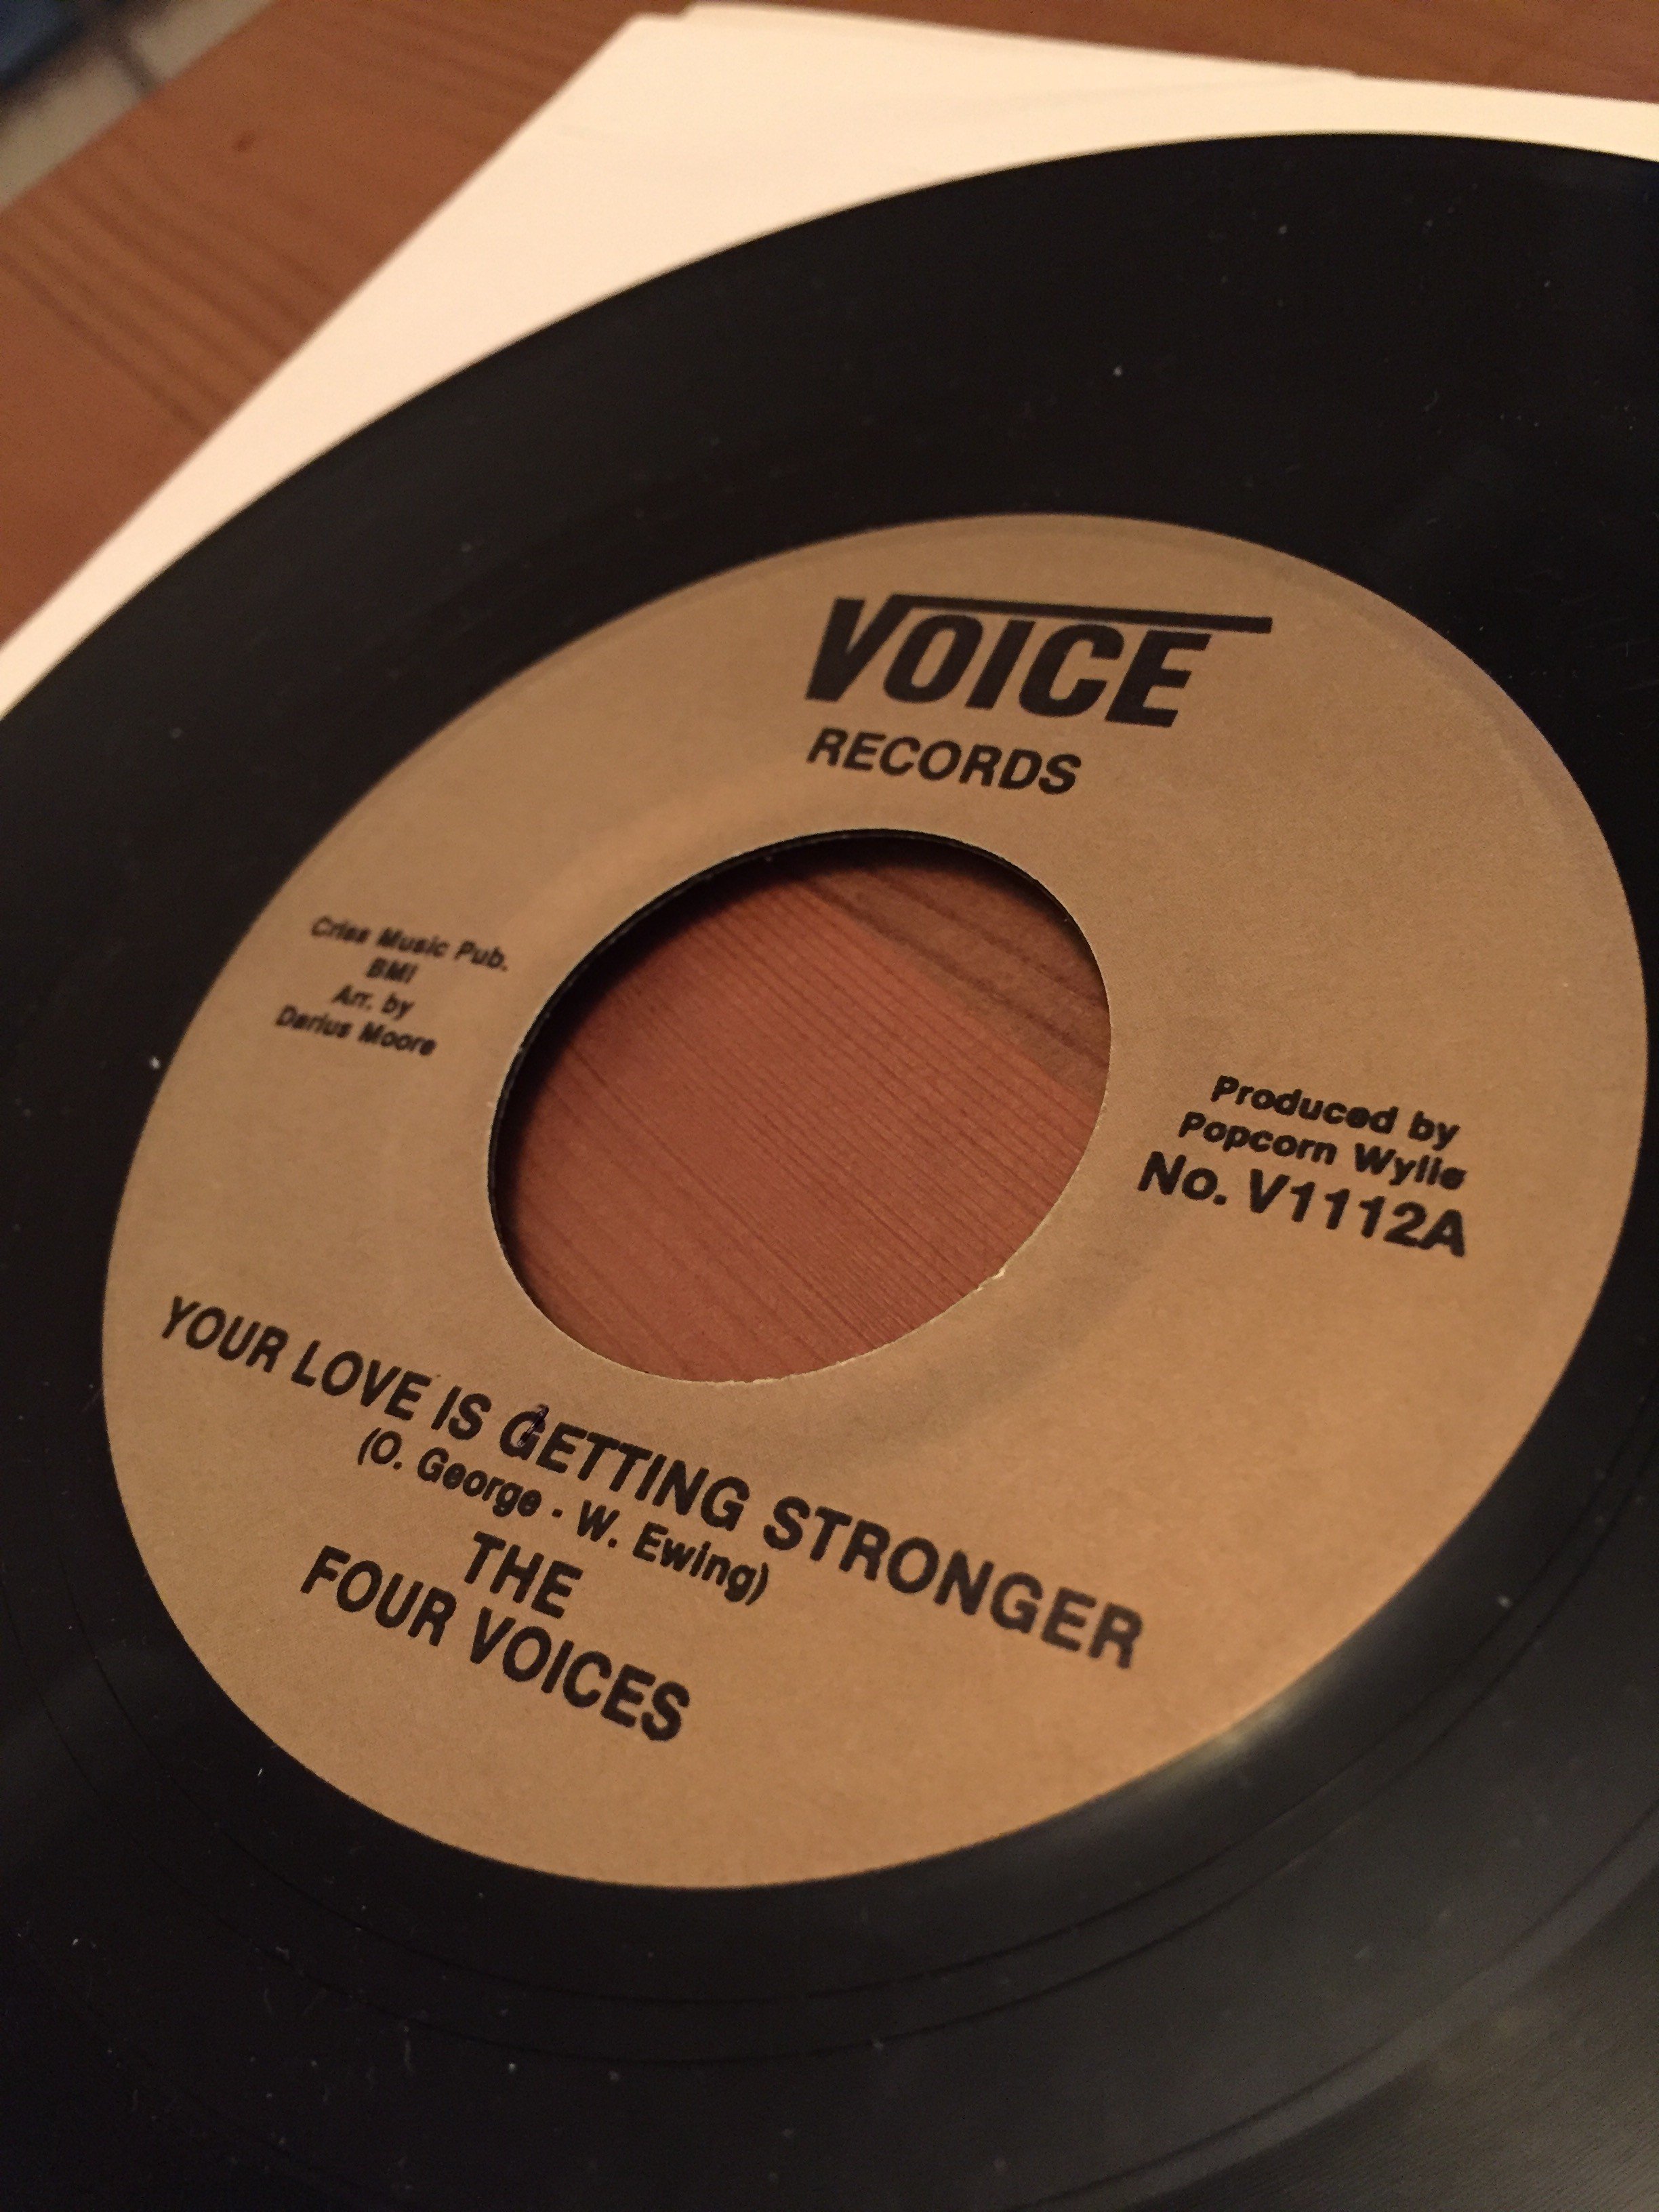 VOICE
RECORDS
Criss Music Pub.
BMI
Arr. by
Darius Moore
Produced by
Popcorn Wylie
No. V1112A
YOUR LOVE IS GETTING STRONGER
(O. George - W. Ewing)
THE
FOUR VOICES